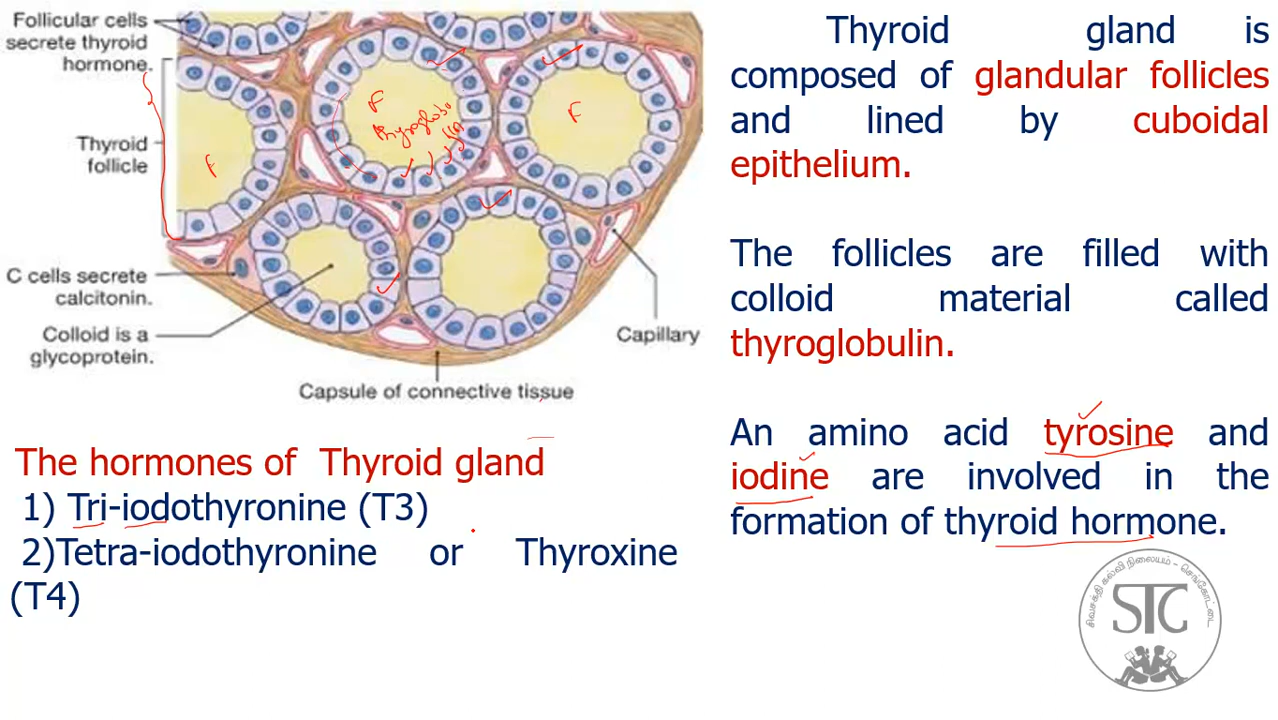 Follicular cells
secrete thyroid
hormone.
Thyroid
follicle
C cells secrete
calcitonin.
Colloid is a
glycoprotein.
Capillary
Capsule of connective tissue
F
F
F
The hormones of Thyroid gland
1) Tri-iodothyronine (T3)
2)Tetra-iodothyronine or Thyroxine
(T4)
Thyroid gland is
composed of glandular follicles
and lined by cuboidal
epithelium.
The follicles are filled with
colloid material called
thyroglobulin.
An amino acid tyrosine and
iodine are involved in the
formation of thyroid hormone.
சிவசக்தி கல்வி நிலையம் - செங்கோட்டை
STC